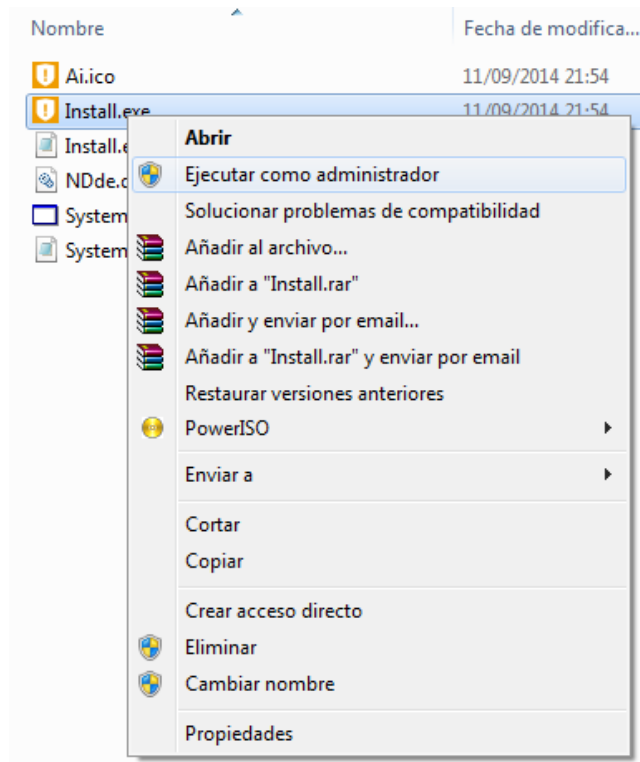 Nombre
Fecha de modifica...
Ai.ico
11/09/2014 21:54
Install.exe
11/09/2014 21:54
Install.e
NDde.c
System
System
Abrir
Ejecutar como administrador
Solucionar problemas de compatibilidad
Añadir al archivo...
Añadir a "Install.rar"
Añadir y enviar por email...
Añadir a "Install.rar" y enviar por email
Restaurar versiones anteriores
PowerISO
Enviar a
Cortar
Copiar
Crear acceso directo
Eliminar
Cambiar nombre
Propiedades